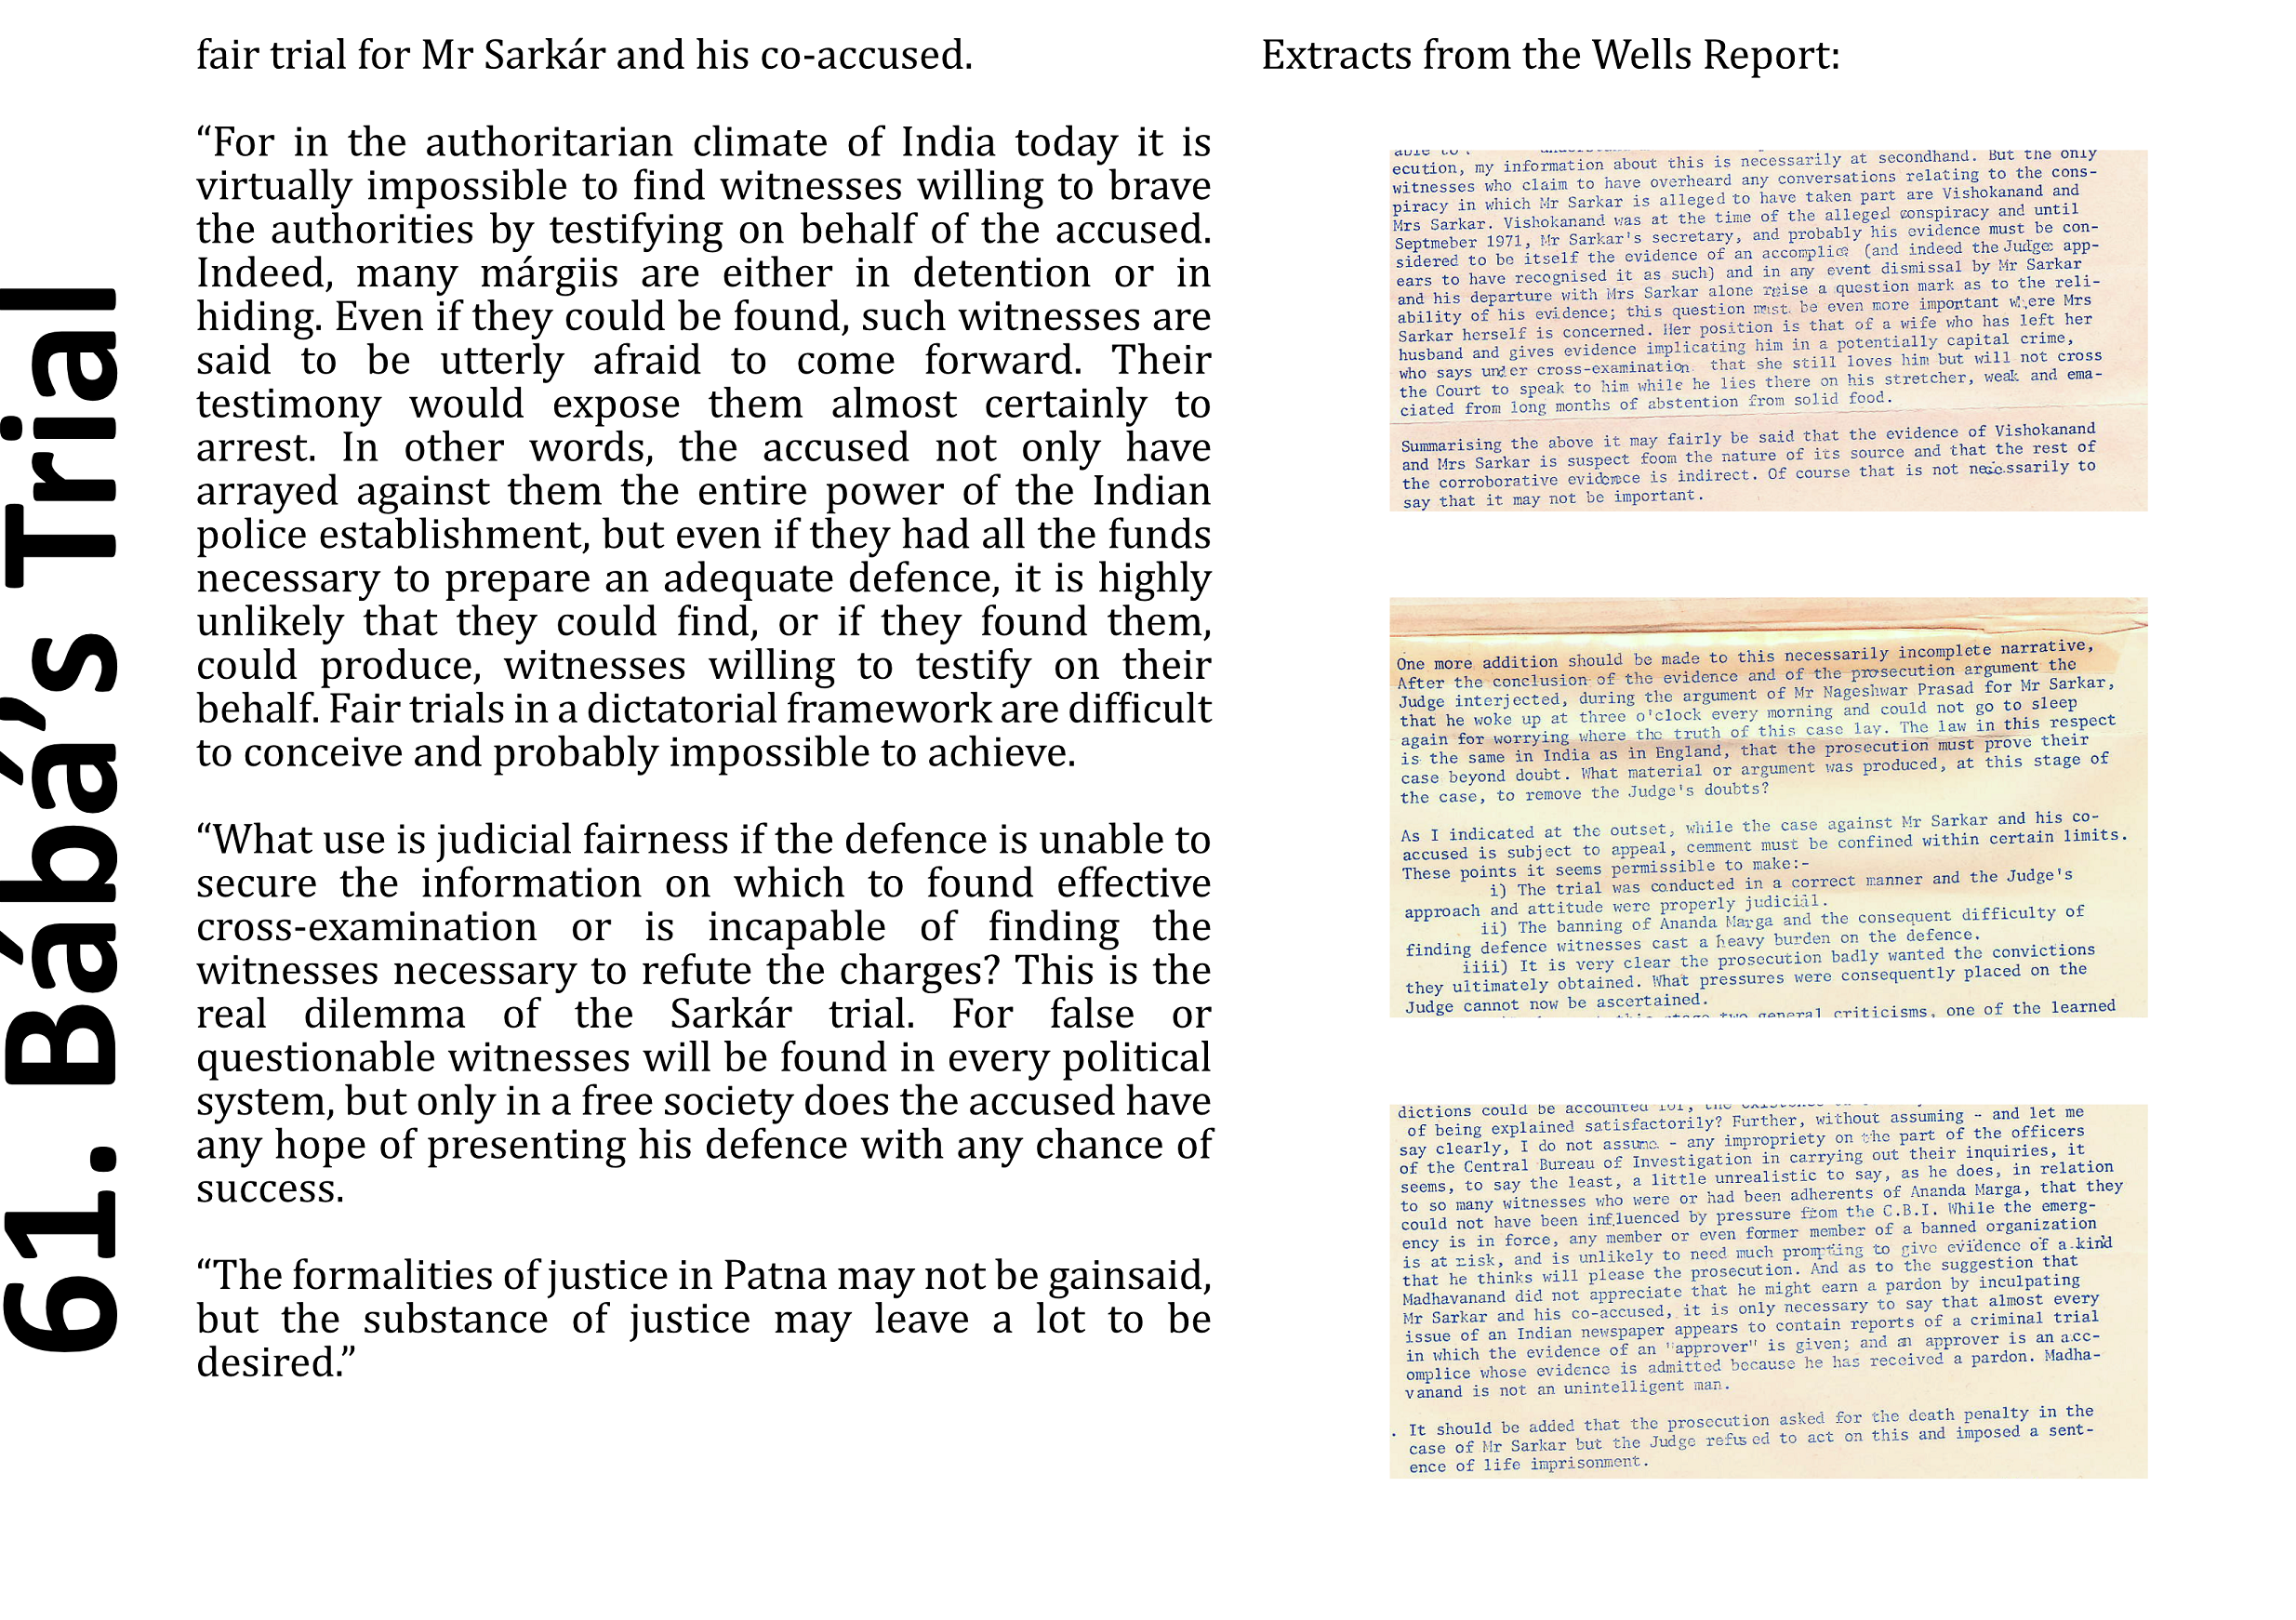 61. Bábá's Trial
fair trial for Mr Sarkár and his co-accused.
“For in the authoritarian climate of India today it is
virtually impossible to find witnesses willing to brave
the authorities by testifying on behalf of the accused.
Indeed, many márgiis are either in detention or in
hiding. Even if they could be found, such witnesses are
said to be utterly afraid to come forward. Their
testimony would expose them almost certainly to
arrest. In other words, the accused not only have
arrayed against them the entire power of the Indian
police establishment, but even if they had all the funds
necessary to prepare an adequate defence, it is highly
unlikely that they could find, or if they found them,
could produce, witnesses willing to testify on their
behalf. Fair trials in a dictatorial framework are difficult
to conceive and probably impossible to achieve.
“What use is judicial fairness if the defence is unable to
secure the information on which to found effective
cross-examination or is incapable of finding the
witnesses necessary to refute the charges? This is the
real dilemma of the Sarkár trial. For false or
questionable witnesses will be found in every political
system, but only in a free society does the accused have
any hope of presenting his defence with any chance of
success.
“The formalities of justice in Patna may not be gainsaid,
but the substance of justice may leave a lot to be
desired.”
Extracts from the Wells Report:
ecution, my information about this is necessarily at secondhand. But the only
witnesses who claim to have overheard any conversations relating to the cons-
piracy in which Mr Sarkar is alleged to have taken part are Vishokanand and
Mrs Sarkar. Vishokanand was at the time of the alleged conspiracy and until
Septmeber 1971, Mr Sarkar's secretary, and probably his evidence must be con-
sidered to be itself the evidence of an accomplice (and indeed the Judge app-
ears to have recognised it as such) and in any event dismissal by Mr Sarkar
and his departure with Mrs Sarkar alone raise a question mark as to the reli-
ability of his evidence; this question must be even more important where Mrs
Sarkar herself is concerned. Her position is that of a wife who has left her
husband and gives evidence implicating him in a potentially capital crime,
who says under cross-examination that she still loves him but will not cross
the Court to speak to him while he lies there on his stretcher, weak and ema-
ciated from long months of abstention from solid food.
Summarising the above it may fairly be said that the evidence of Vishokanand
and Mrs Sarkar is suspect foom the nature of its source and that the rest of
the corroborative evidence is indirect. Of course that is not necessarily to
say that it may not be important.
One more addition should be made to this necessarily incomplete narrative,
After the conclusion of the evidence and of the prosecution argument the
Judge interjected, during the argument of Mr Nageshwar Prasad for Mr Sarkar,
that he woke up at three o'clock every morning and could not go to sleep
again for worrying where the truth of this case lay. The law in this respect
is the same in India as in England, that the prosecution must prove their
case beyond doubt. What material or argument was produced, at this stage of
the case, to remove the Judge's doubts?
As I indicated at the outset, while the case against Mr Sarkar and his co-
accused is subject to appeal, cemment must be confined within certain limits.
These points it seems permissible to make:-
i) The trial was conducted in a correct manner and the Judge's
approach and attitude were properly judicial.
ii) The banning of Ananda Marga and the consequent difficulty of
finding defence witnesses cast a heavy burden on the defence.
iiii) It is very clear the prosecution badly wanted the convictions
they ultimately obtained. What pressures were consequently placed on the
Judge cannot now be ascertained.
two general criticisms, one of the learned
dictions could be accounted for, the
of being explained satisfactorily? Further, without assuming - and let me
say clearly, I do not assume - any impropriety on the part of the officers
of the Central Bureau of Investigation in carrying out their inquiries, it
seems, to say the least, a little unrealistic to say, as he does, in relation
to so many witnesses who were or had been adherents of Ananda Marga, that they
could not have been influenced by pressure from the C.B.I. While the emerg-
ency is in force, any member or even former member of a banned organization
is at risk, and is unlikely to need much prompting to give evidence of a kind
that he thinks will please the prosecution. And as to the suggestion that
Madhavanand did not appreciate that he might earn a pardon by inculpating
Mr Sarkar and his co-accused, it is only necessary to say that almost every
issue of an Indian newspaper appears to contain reports of a criminal trial
in which the evidence of an "approver" is given; and an approver is an acc-
omplice whose evidence is admitted because he has received a pardon. Madha-
vanand is not an unintelligent man.
. It should be added that the prosecution asked for the death penalty in the
case of Mr Sarkar but the Judge refused to act on this and imposed a sent-
ence of life imprisonment.